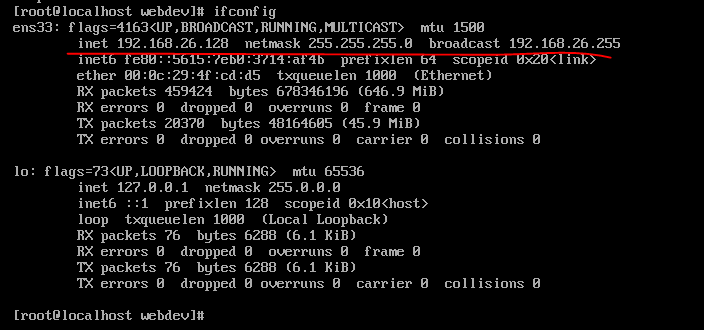 [root@localhost webdev]# ifconfig
ens33: flags=4163<UP,BROADCAST,RUNNING,MULTICAST>  mtu 1500
        inet 192.168.26.128  netmask 255.255.255.0  broadcast 192.168.26.255
        inet6 fe80::5615:7eb0:3714:af4b  prefixlen 64  scopeid 0x20<link>
        ether 00:0c:29:4f:cd:d5  txqueuelen 1000  (Ethernet)
        RX packets 459424  bytes 678346196 (646.9 MiB)
        RX errors 0  dropped 0  overruns 0  frame 0
        TX packets 20370  bytes 48164605 (45.9 MiB)
        TX errors 0  dropped 0 overruns 0  carrier 0  collisions 0

lo: flags=73<UP,LOOPBACK,RUNNING>  mtu 65536
        inet 127.0.0.1  netmask 255.0.0.0
        inet6 ::1  prefixlen 128  scopeid 0x10<host>
        loop  txqueuelen 1000  (Local Loopback)
        RX packets 76  bytes 6288 (6.1 KiB)
        RX errors 0  dropped 0  overruns 0  frame 0
        TX packets 76  bytes 6288 (6.1 KiB)
        TX errors 0  dropped 0 overruns 0  carrier 0  collisions 0

[root@localhost webdev]#